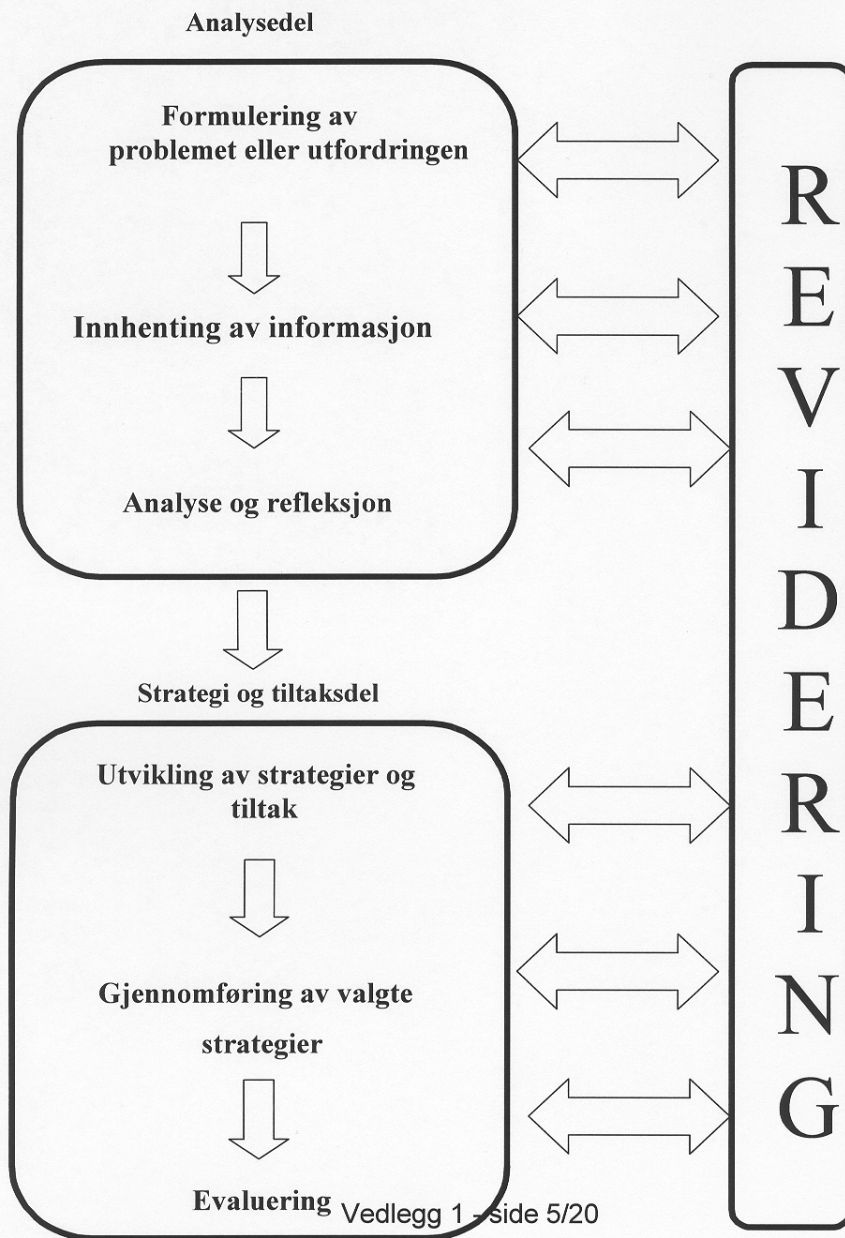 Analysedel
Formulering av
problemet eller utfordringen
Innhenting av informasjon
Analyse og refleksjon
Strategi og tiltaksdel
Utvikling av strategier og
tiltak
Gjennomføring av valgte
strategier
Evaluering
Vedlegg 1 - side 5/20
R
E
V
I
D
E
R
I
N
G